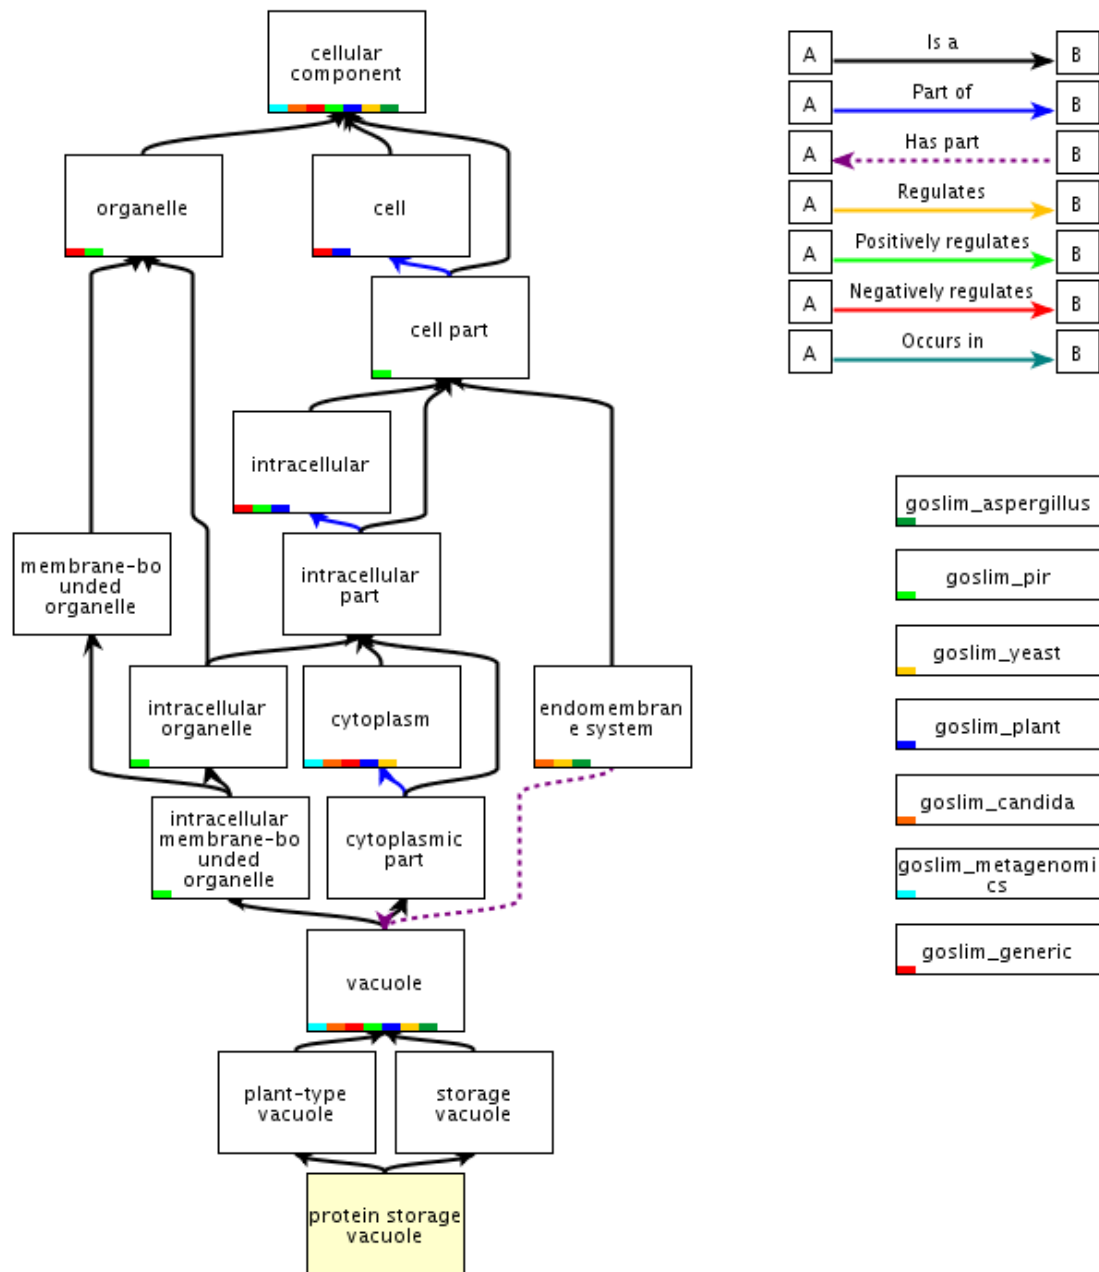 cellular
component
organelle
cell
cell part
intracellular
membrane-bo
unded
organelle
intracellular
part
intracellular
organelle
cytoplasm
endomembran
e system
intracellular
membrane-bo
unded
organelle
cytoplasmic
part
vacuole
plant-type
vacuole
storage
vacuole
protein storage
vacuole
A Is a B
A Part of B
A Has part B
A Regulates B
A Positively regulates B
A Negatively regulates B
A Occurs in B
goslim_aspergillus
goslim_pir
goslim_yeast
goslim_plant
goslim_candida
goslim_metagenomi
cs
goslim_generic